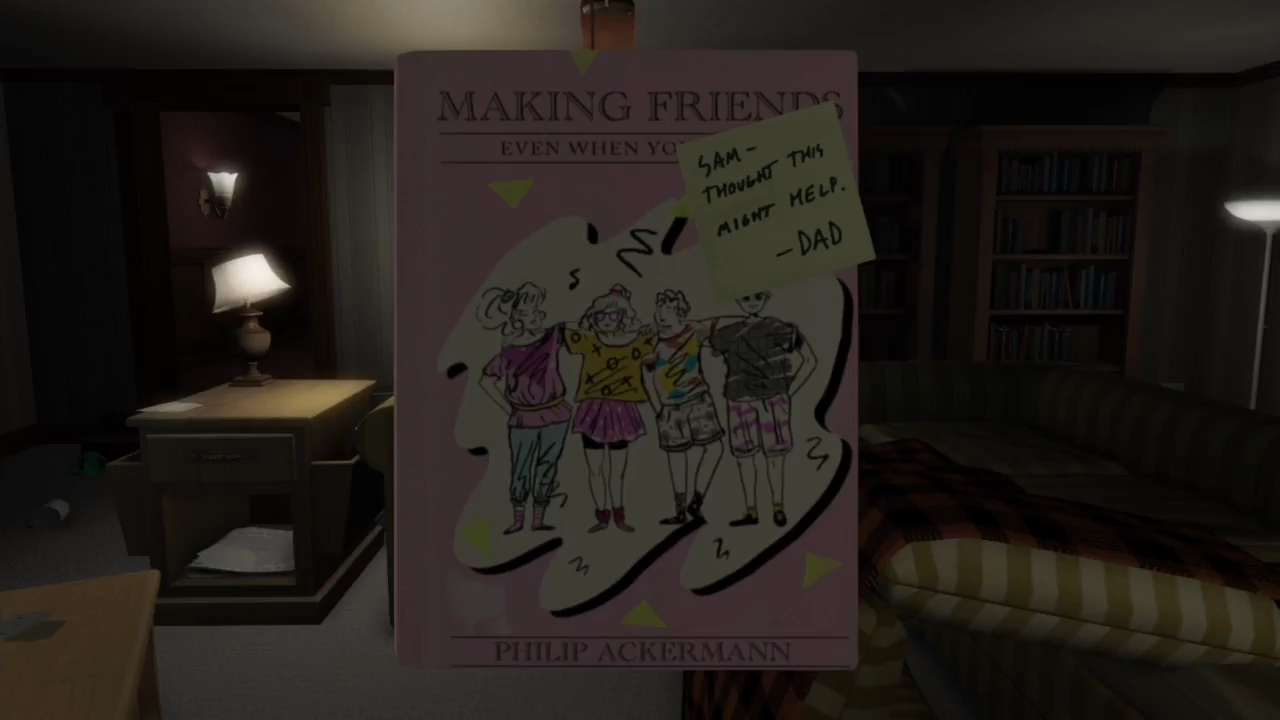 MAKING FRIENDS
EVEN WHEN YO
SAM-
THOUGHT THIS
MIGHT HELP.
-DAD
PHILIP ACKERMANN